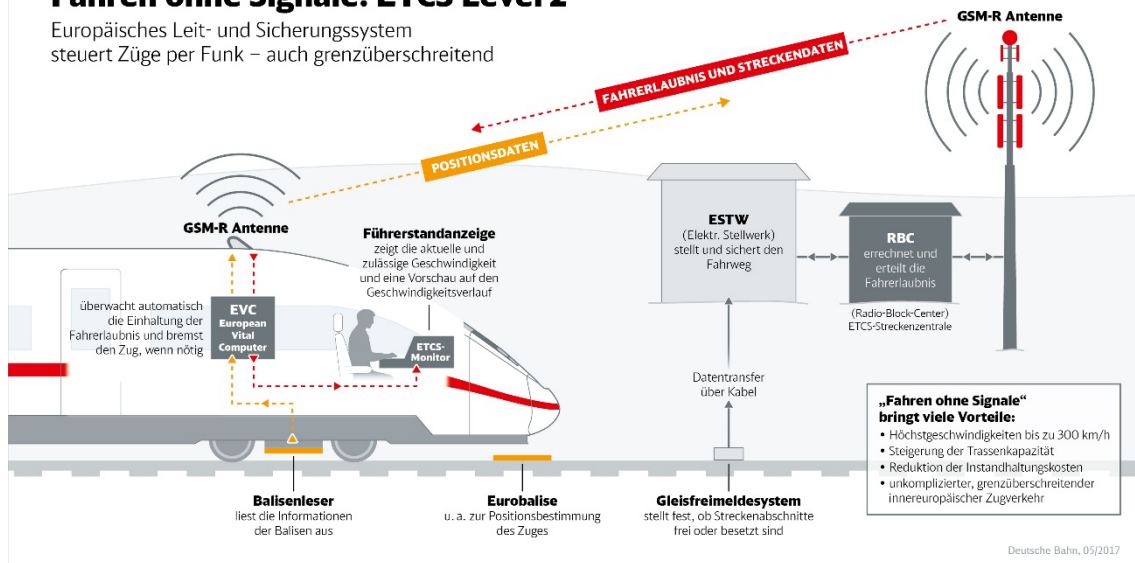 Fahren ohne Signale: ETCS Level 2
Europäisches Leit- und Sicherungssystem
steuert Züge per Funk – auch grenzüberschreitend
GSM-R Antenne
FAHRERLAUBNIS UND STRECKENDATEN
POSITIONSDATEN
GSM-R Antenne
Führerstandanzeige
zeigt die aktuelle und
zulässige Geschwindigkeit
und eine Vorschau auf den
Geschwindigkeitsverlauf
überwacht automatisch
die Einhaltung der
Fahrerlaubnis und bremst
den Zug, wenn nötig
EVC
European
Vital
Computer
ETCS-
Monitor
ESTW
(Elektr. Stellwerk)
stellt und sichert den
Fahrweg
RBC
errechnet und
erteilt die
Fahrerlaubnis
(Radio-Block-Center)
ETCS-Streckenzentrale
Datentransfer
über Kabel
„Fahren ohne Signale“
bringt viele Vorteile:
• Höchstgeschwindigkeiten bis zu 300 km/h
• Steigerung der Trassenkapazität
• Reduktion der Instandhaltungskosten
• unkomplizierter, grenzüberschreitender
innereuropäischer Zugverkehr
Balisenleser
liest die Informationen
der Balisen aus
Eurobalise
u. a. zur Positionsbestimmung
des Zuges
Gleisfreimeldesystem
stellt fest, ob Streckenabschnitte
frei oder besetzt sind
Deutsche Bahn, 05/2017